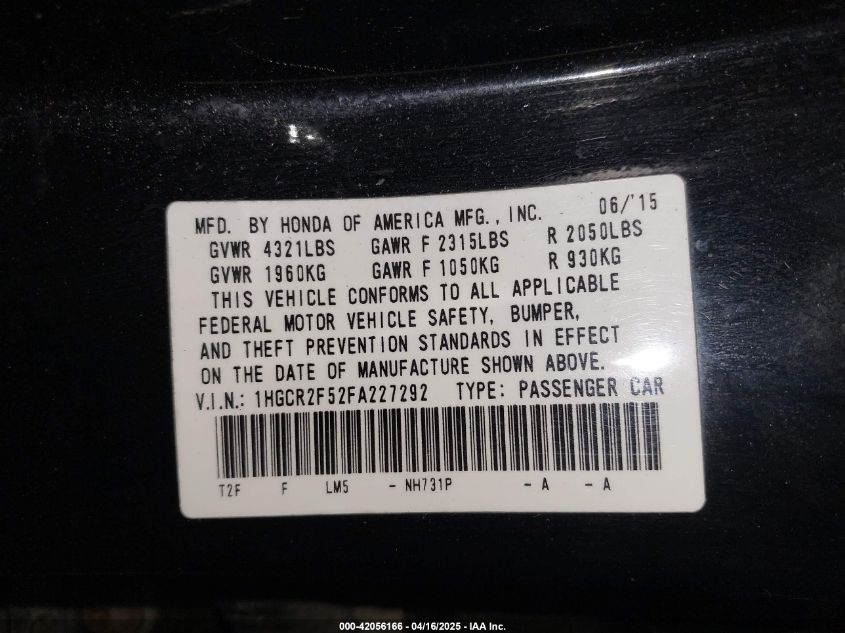 MFD. BY HONDA OF AMERICA MFG., INC. 06/'15
GVWR 4321LBS GAWR F 2315LBS R 2050LBS
GVWR 1960KG GAWR F 1050KG R 930KG
THIS VEHICLE CONFORMS TO ALL APPLICABLE
FEDERAL MOTOR VEHICLE SAFETY, BUMPER,
AND THEFT PREVENTION STANDARDS IN EFFECT
ON THE DATE OF MANUFACTURE SHOWN ABOVE.
V.I.N.: 1HGCR2F52FA227292 TYPE: PASSENGER CAR
T2F F LM5 - NH731P - A - A
000-42056166 - 04/16/2025 - IAA Inc.